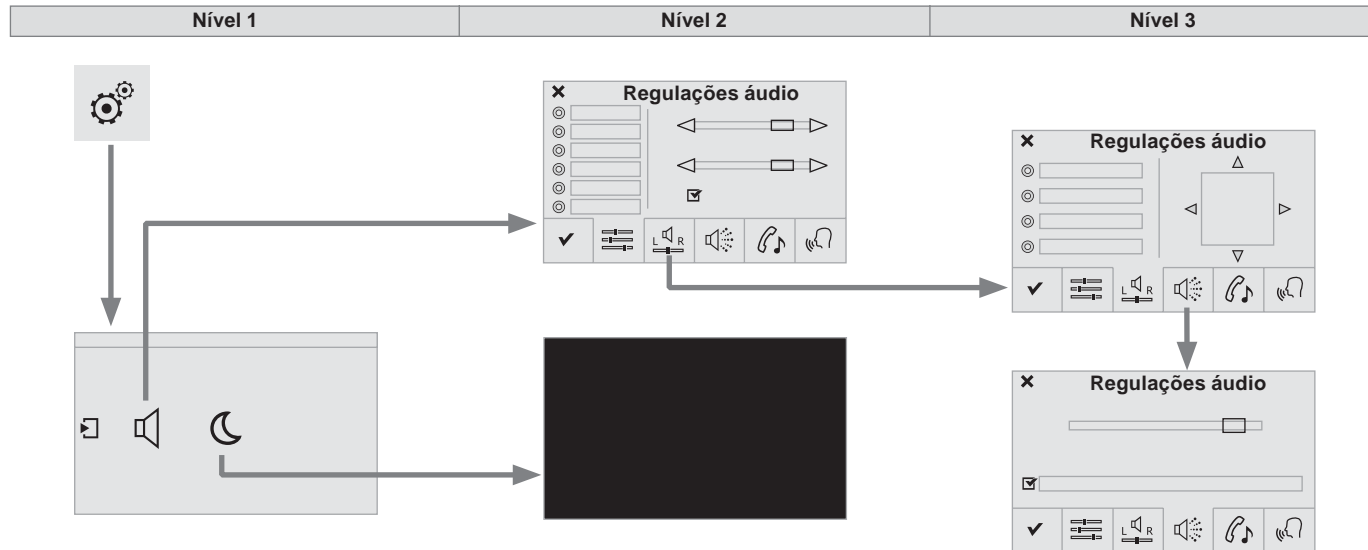 Nível 1
Nível 2
Nível 3
Regulações áudio
L R
Regulações áudio
L R
Regulações áudio
L R